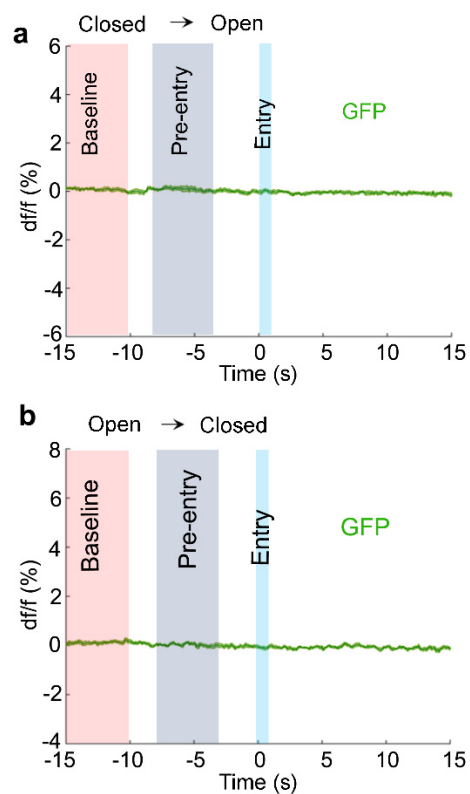 a
Closed → Open
6
4
2
0
-2
-4
-6
df/f (%)
Baseline
Pre-entry
Entry
GFP
-15 -10 -5 0 5 10 15
Time (s)
b
Open → Closed
8
6
4
2
0
-2
-4
df/f (%)
Baseline
Pre-entry
Entry
GFP
-15 -10 -5 0 5 10 15
Time (s)